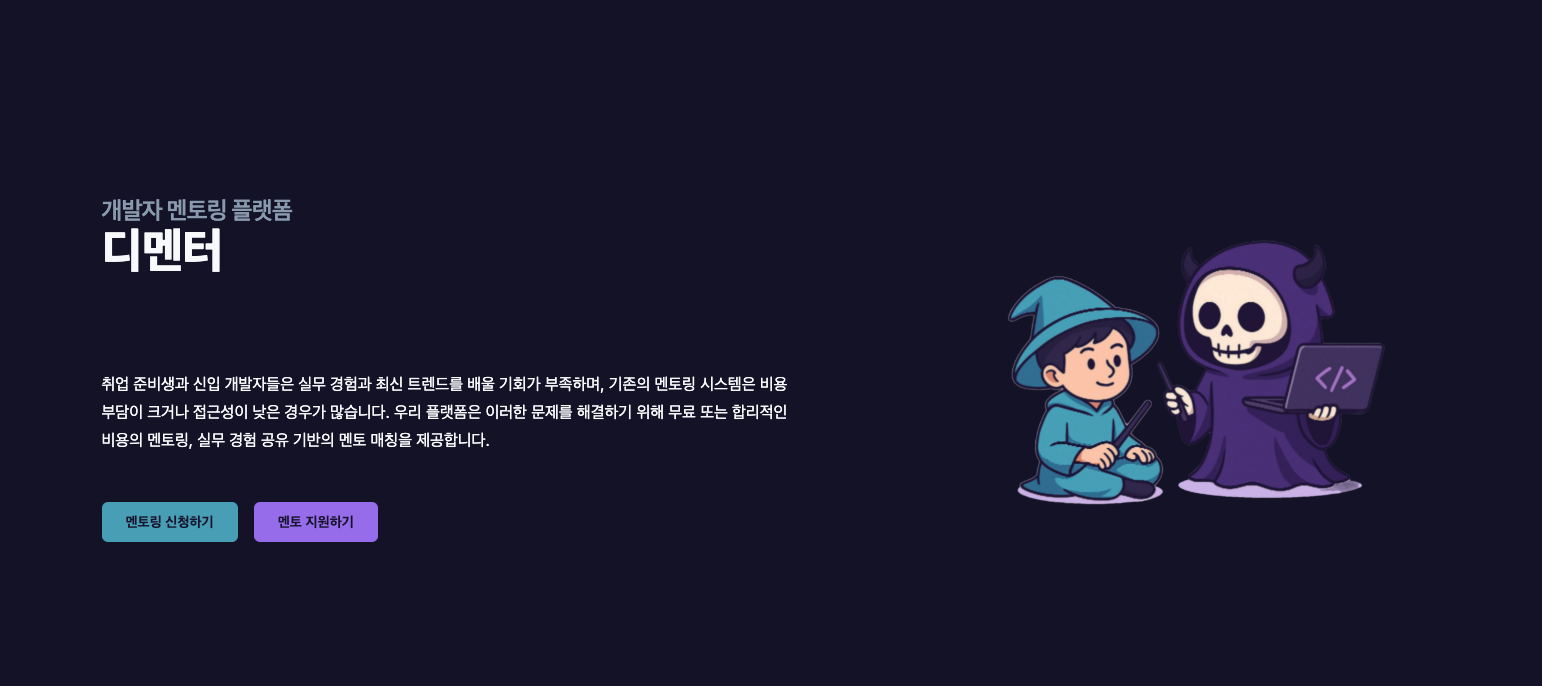 개발자 멘토링 플랫폼
디멘터
취업 준비생과 신입 개발자들은 실무 경험과 최신 트렌드를 배울 기회가 부족하며, 기존의 멘토링 시스템은 비용
부담이 크거나 접근성이 낮은 경우가 많습니다. 우리 플랫폼은 이러한 문제를 해결하기 위해 무료 또는 합리적인
비용의 멘토링, 실무 경험 공유 기반의 멘토 매칭을 제공합니다.
멘토링 신청하기 멘토 지원하기
</>